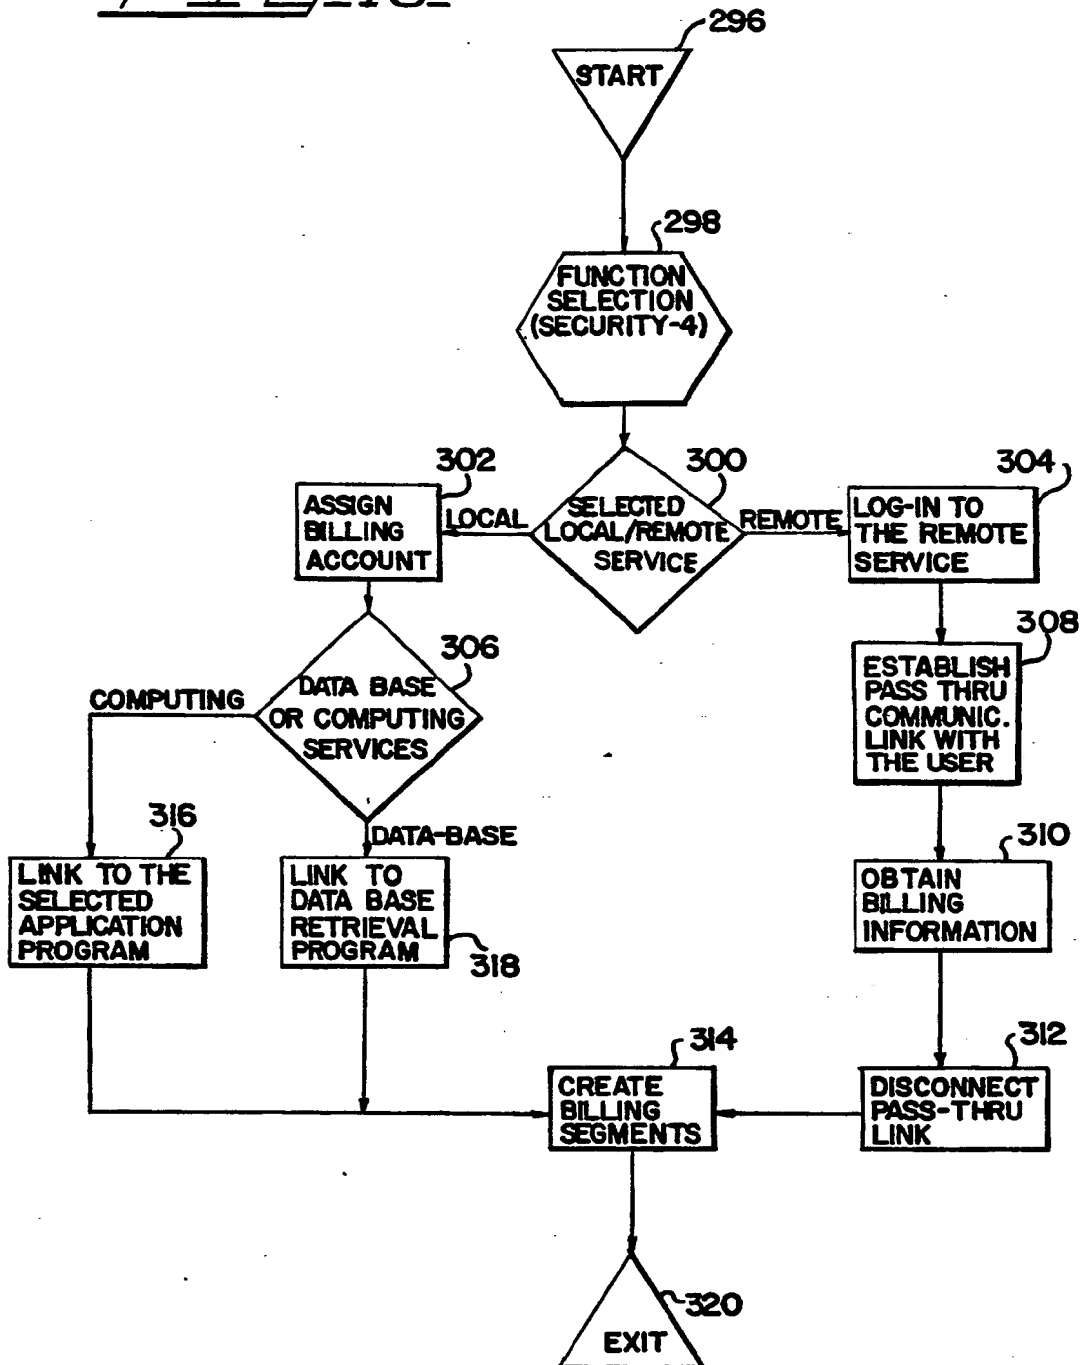 296
START
298
FUNCTION
SELECTION
(SECURITY-4)
302
300
304
ASSIGN
BILLING
ACCOUNT
LOCAL
SELECTED
LOCAL/REMOTE
SERVICE
REMOTE
LOG-IN TO
THE REMOTE
SERVICE
306
308
COMPUTING
DATA BASE
OR COMPUTING
SERVICES
ESTABLISH
PASS THRU
COMMUNIC.
LINK WITH
THE USER
316
DATA-BASE
310
LINK TO THE
SELECTED
APPLICATION
PROGRAM
LINK TO
DATA BASE
RETRIEVAL
PROGRAM
318
OBTAIN
BILLING
INFORMATION
314
312
CREATE
BILLING
SEGMENTS
DISCONNECT
PASS-THRU
LINK
320
EXIT